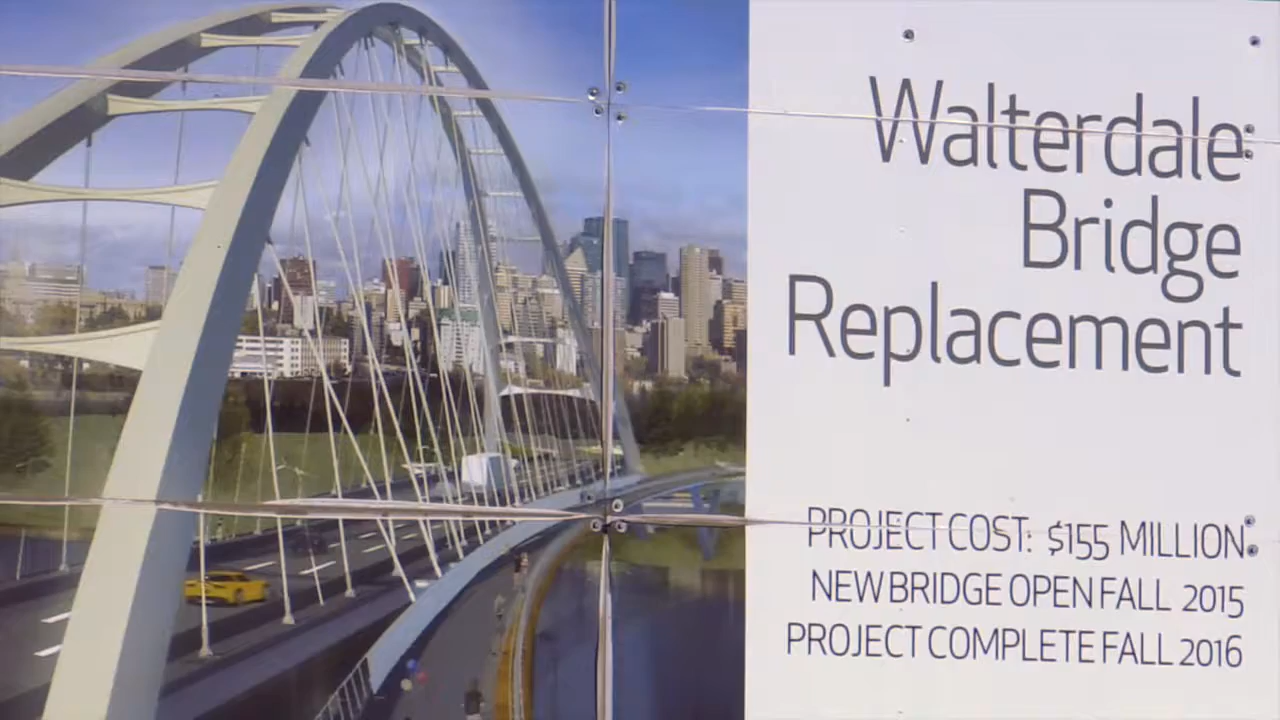 Walterdale
Bridge
Replacement
PROJECT COST: $155 MILLION
NEW BRIDGE OPEN FALL 2015
PROJECT COMPLETE FALL 2016